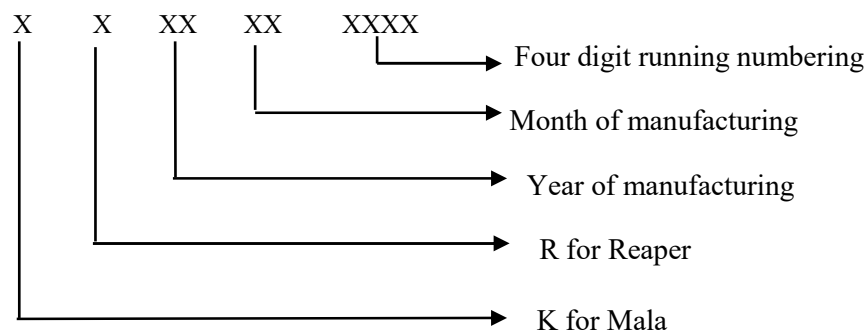 X X XX XX XXXX
Four digit running numbering
Month of manufacturing
Year of manufacturing
R for Reaper
K for Mala